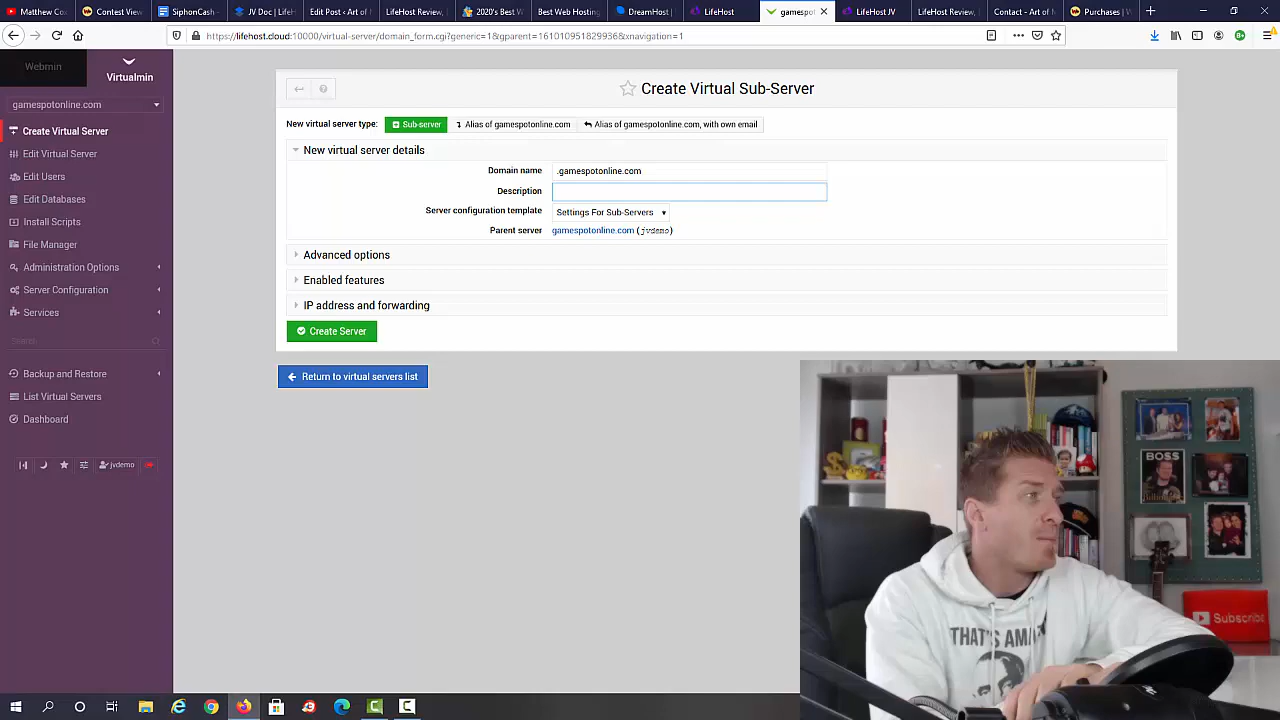 Matthew Co
Contest View
SiphonCash -
JV Doc | LifeH
Edit Post ‹ Art of M
LifeHost Review,
2020's Best W
Best Web Hosting
DreamHost |
LifeHost
gamespo
LifeHost JV
LifeHost Review, D
Contact - Art of M
Purchases | W
https://lifehost.cloud:10000/virtual-server/domain_form.cgi?generic=1&gparent=1610109518299368&xnavigation=1
Webmin
Virtualmin
gamespotonline.com
Create Virtual Server
Edit Virtual Server
Edit Users
Edit Databases
Install Scripts
File Manager
Administration Options
Server Configuration
Services
Search
Backup and Restore
List Virtual Servers
Dashboard
jvdemo
Create Virtual Sub-Server
New virtual server type: Sub-server Alias of gamespotonline.com Alias of gamespotonline.com, with own email
New virtual server details
Domain name .gamespotonline.com
Description
Server configuration template Settings For Sub-Servers
Parent server gamespotonline.com (jvdemo)
Advanced options
Enabled features
IP address and forwarding
Create Server
Return to virtual servers list
BOSS
Subscribe
THAT'S AMA